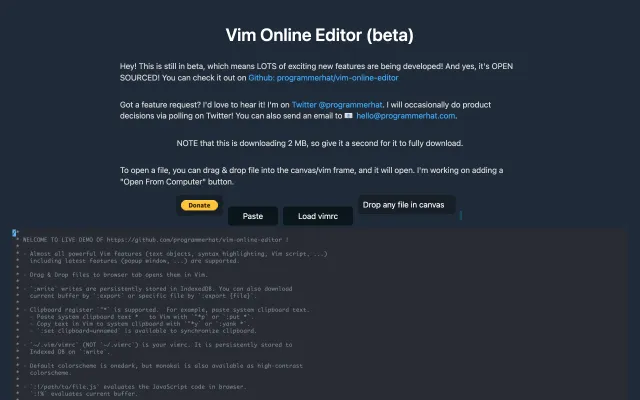 Vim Online Editor (beta)
Hey! This is still in beta, which means LOTS of exciting new features are being developed! And yes, it's OPEN
SOURCED! You can check it out on Github: programmerhat/vim-online-editor
Got a feature request? I'd love to hear it! I'm on Twitter @programmerhat. I will occasionally do product
decisions via polling on Twitter! You can also send an email to 📧 hello@programmerhat.com.
NOTE that this is downloading 2 MB, so give it a second for it to fully download.
To open a file, you can drag & drop file into the canvas/vim frame, and it will open. I'm working on adding a
"Open From Computer" button.
Donate
Paste
Load vimrc
Drop any file in canvas
/*
* WELCOME TO LIVE DEMO OF https://github.com/programmerhat/vim-online-editor !
*
* - Almost all powerful Vim features (text objects, syntax highlighting, Vim script, ...)
*   including latest features (popup window, ...) are supported.
*
* - Drag & Drop files to browser tab opens them in Vim.
*
* - `:write` writes are persistently stored in IndexedDB. You can also download
*   current buffer by `:export` or specific file by `:export {file}`.
*
* - Clipboard register `"*` is supported.  For example, paste system clipboard text.
*   - Paste system clipboard text *   to Vim with `"*p` or `:put *`.
*   - Copy text in Vim to system clipboard with `"*y` or `:yank *`.
*   - `:set clipboard=unnamed` is available to synchronize clipboard.
*
* - `~/.vim/vimrc` (NOT `~/.vimrc`) is your vimrc. It is persistently stored to
*   Indexed DB on `:write`.
*
* - Default colorscheme is onedark, but monokai is also available as high-contrast
*   colorscheme.
*
* - `:!/path/to/file.js` evaluates the JavaScript code in browser.
*   `:!%` evaluates current buffer.